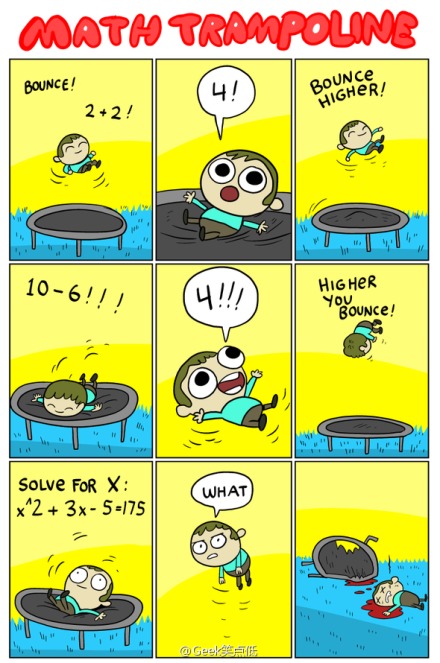 MATH TRAMPOLINE
BOUNCE!
2+2!
4!
BOUNCE
HIGHER!
10-6!!!
4!!!
HIGHER
YOU
BOUNCE!
SOLVE FOR X:
x^2 + 3x - 5 = 175
WHAT
@Geek笑点低